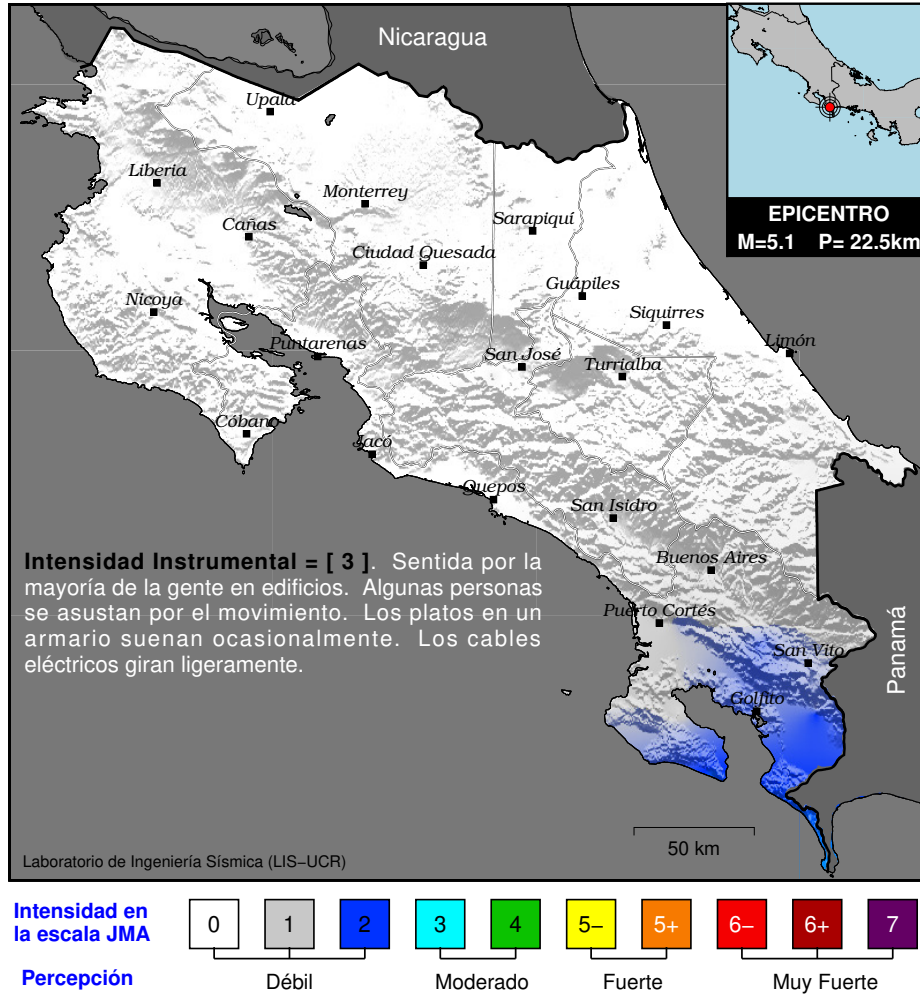 Nicaragua
Upala
Liberia
Monterrey
Cañas
Sarapiquí
Ciudad Quesada
EPICENTRO
M=5.1 P= 22.5km
Nicoya
Guápiles
Siquirres
Puntarenas
San José
Limón
Turrialba
Cóbano
Jacó
Quepos
San Isidro
Intensidad Instrumental = [ 3 ]. Sentida por la
mayoría de la gente en edificios. Algunas personas
se asustan por el movimiento. Los platos en un
armario suenan ocasionalmente. Los cables
eléctricos giran ligeramente.
Buenos Aires
Puerto Cortés
San Vito
Golfito
Panamá
50 km
Laboratorio de Ingeniería Sísmica (LIS−UCR)
Intensidad en
la escala JMA
0 1 2 3 4 5− 5+ 6− 6+ 7
Percepción
Débil Moderado Fuerte Muy Fuerte